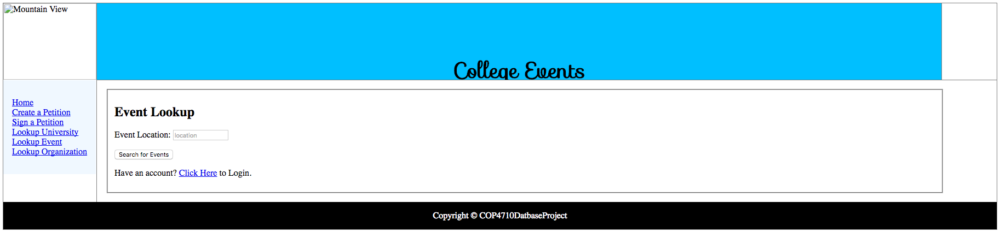 Mountain View
College Events
Home
Create a Petition
Sign a Petition
Lookup University
Lookup Event
Lookup Organization
Event Lookup
Event Location: location
Search for Events
Have an account? Click Here to Login.
Copyright © COP4710DatbaseProject